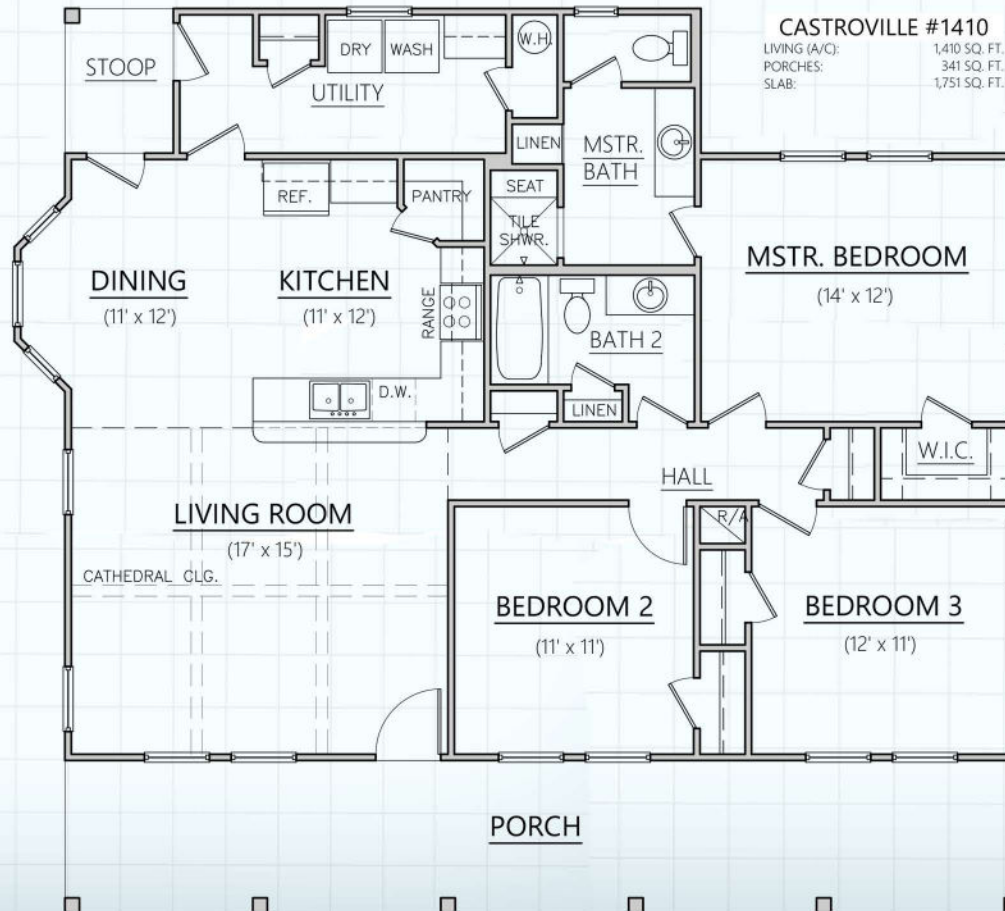 CASTROVILLE #1410
LIVING (A/C): 1,410 SQ. FT.
PORCHES: 341 SQ. FT.
SLAB: 1,751 SQ. FT.
STOOP
DRY
WASH
W.H.
UTILITY
LINEN
MSTR.
BATH
REF.
PANTRY
SEAT
TILE
SHWR.
DINING
(11' x 12')
KITCHEN
(11' x 12')
RANGE
MSTR. BEDROOM
(14' x 12')
BATH 2
D.W.
LINEN
W.I.C.
HALL
LIVING ROOM
(17' x 15')
R/A
CATHEDRAL CLG.
BEDROOM 2
(11' x 11')
BEDROOM 3
(12' x 11')
PORCH